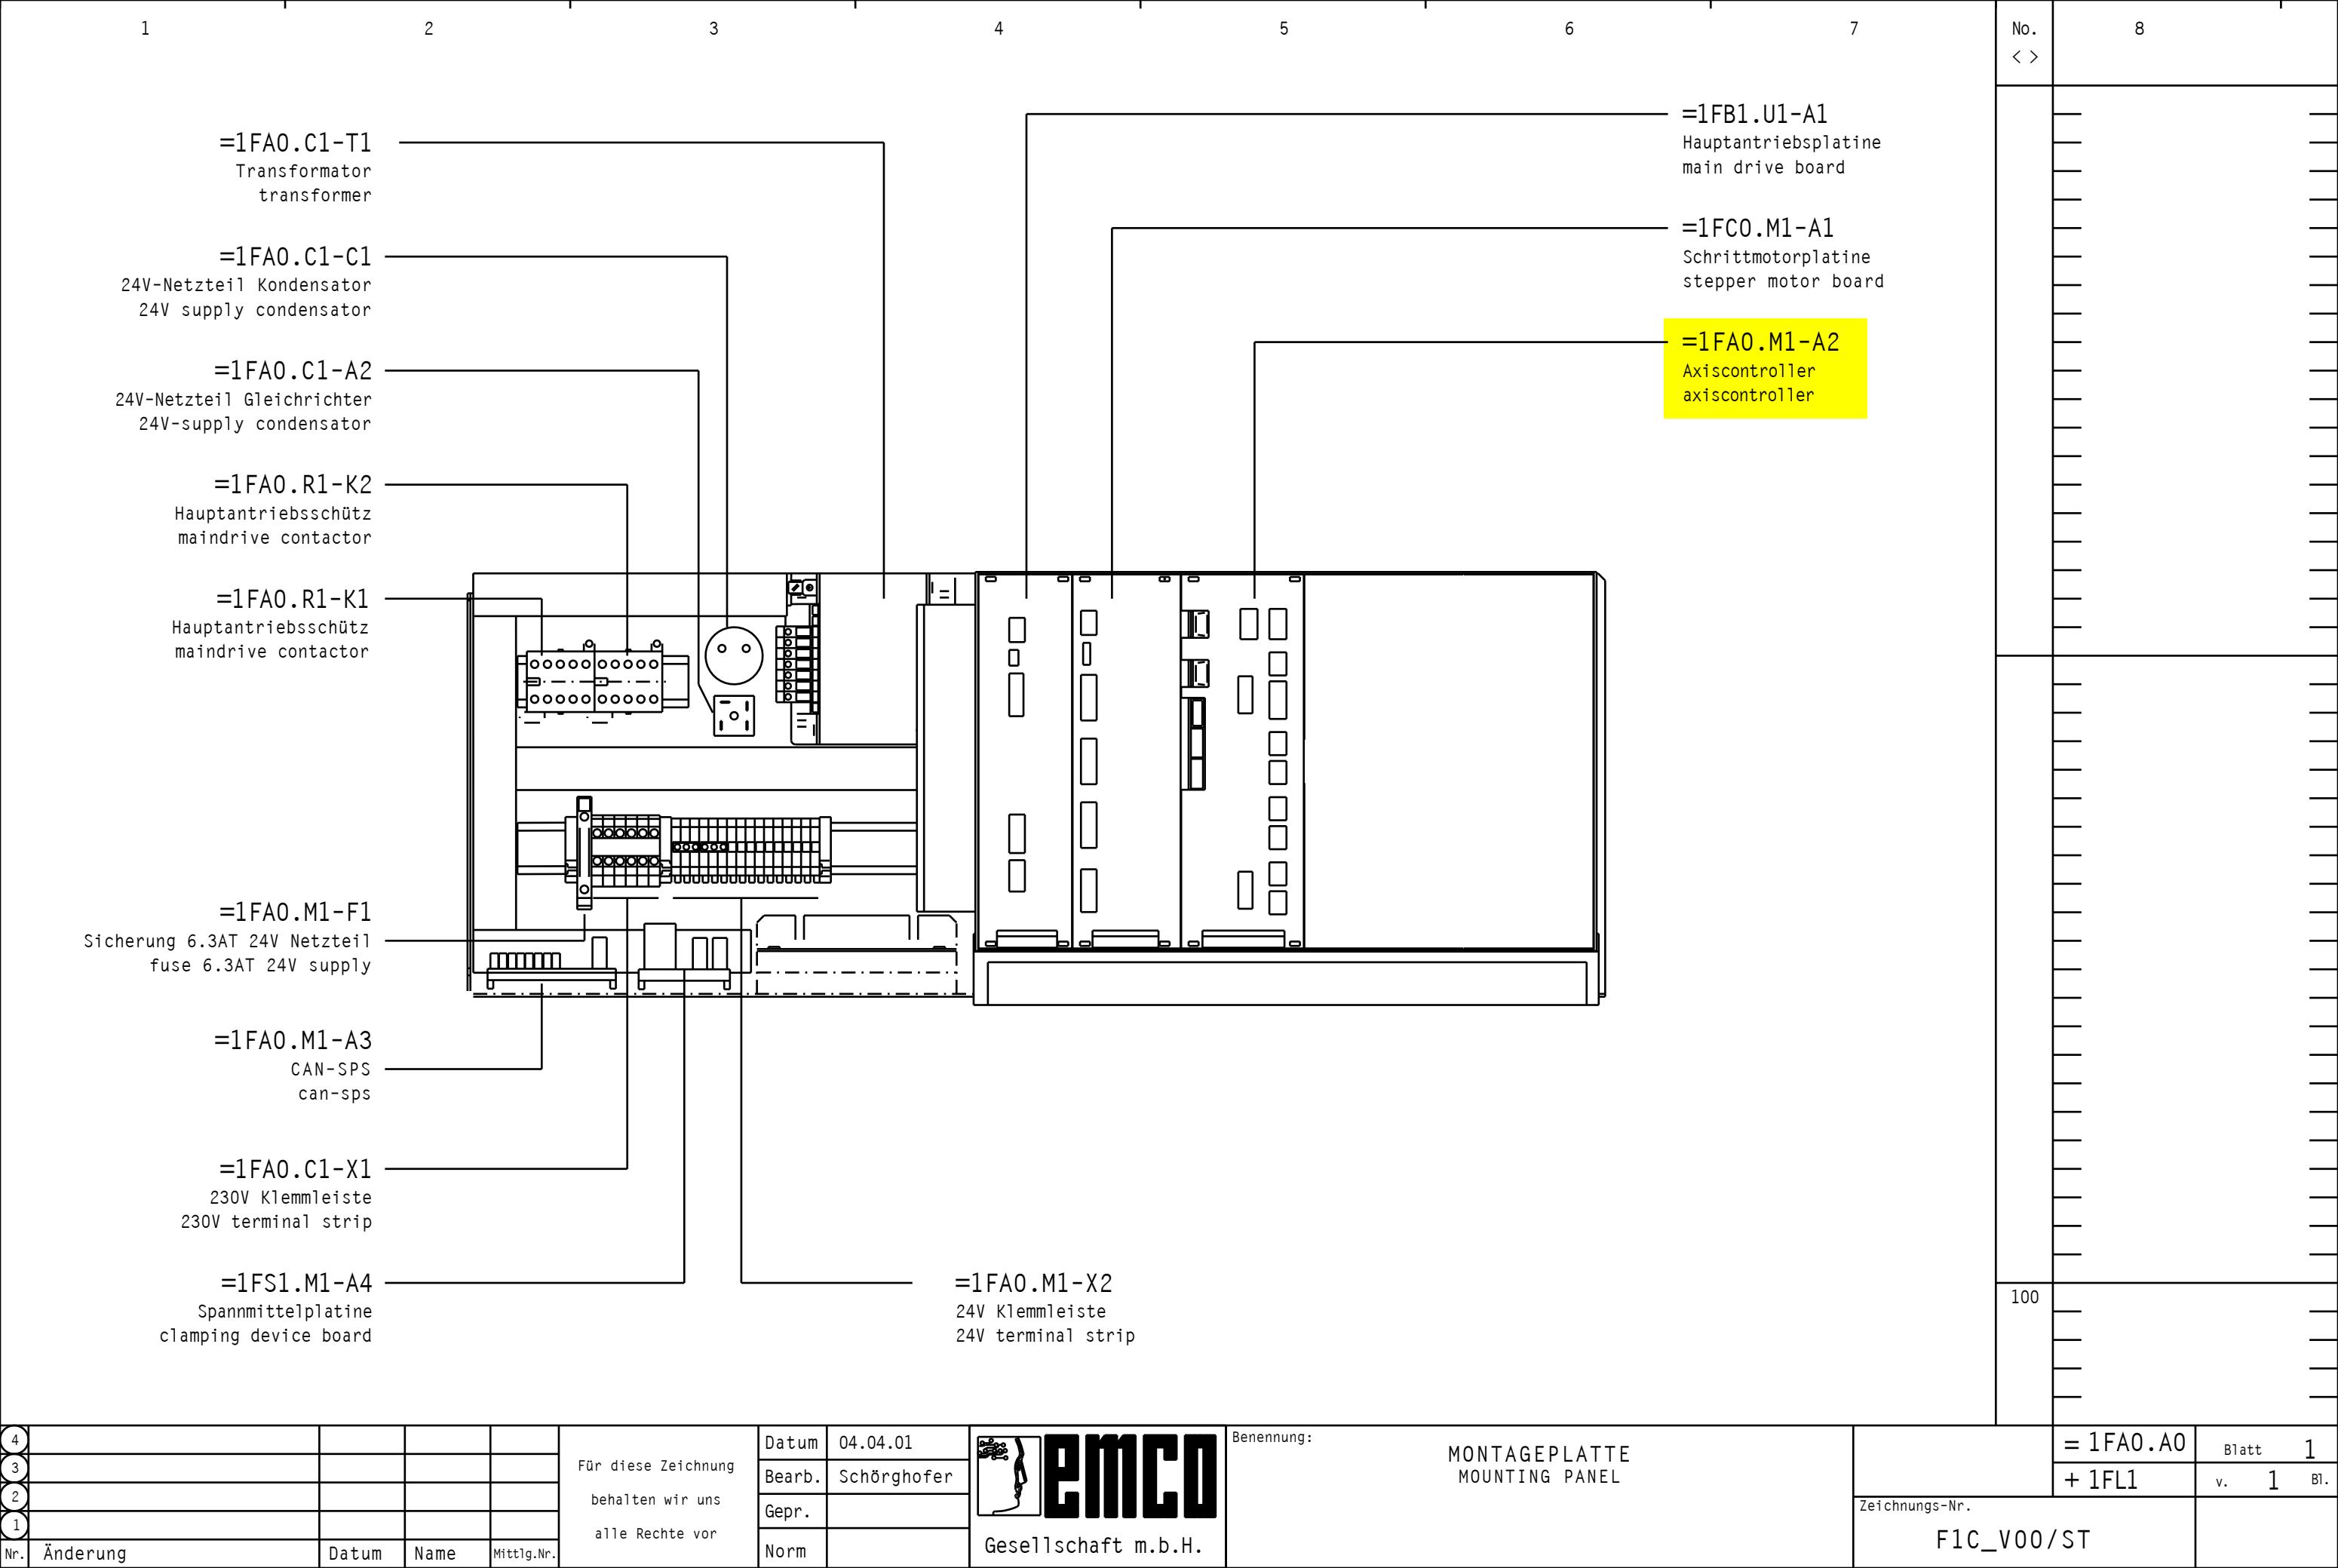 1 2 3 4 5 6 7 No. 8
< >
=1FA0.C1-T1
Transformator
transformer
=1FA0.C1-C1
24V-Netzteil Kondensator
24V supply condensator
=1FA0.C1-A2
24V-Netzteil Gleichrichter
24V-supply condensator
=1FA0.R1-K2
Hauptantriebsschütz
maindrive contactor
=1FA0.R1-K1
Hauptantriebsschütz
maindrive contactor
=1FB1.U1-A1
Hauptantriebsplatine
main drive board
=1FC0.M1-A1
Schrittmotorplatine
stepper motor board
=1FA0.M1-A2
Axiscontroller
axiscontroller
=1FA0.M1-F1
Sicherung 6.3AT 24V Netzteil
fuse 6.3AT 24V supply
=1FA0.M1-A3
CAN-SPS
can-sps
=1FA0.C1-X1
230V Klemmleiste
230V terminal strip
=1FS1.M1-A4
Spannmittelplatine
clamping device board
=1FA0.M1-X2
24V Klemmleiste
24V terminal strip
100
4
3
2
1
Nr. Änderung Datum Name Mittlg.Nr.
Für diese Zeichnung
behalten wir uns
alle Rechte vor
Datum 04.04.01
Bearb. Schörghofer
Gepr.
Norm
emco
Gesellschaft m.b.H.
Benennung:
MONTAGEPLATTE
MOUNTING PANEL
= 1FA0.A0 Blatt 1
+ 1FL1 v. 1 Bl.
Zeichnungs-Nr.
F1C_V00/ST